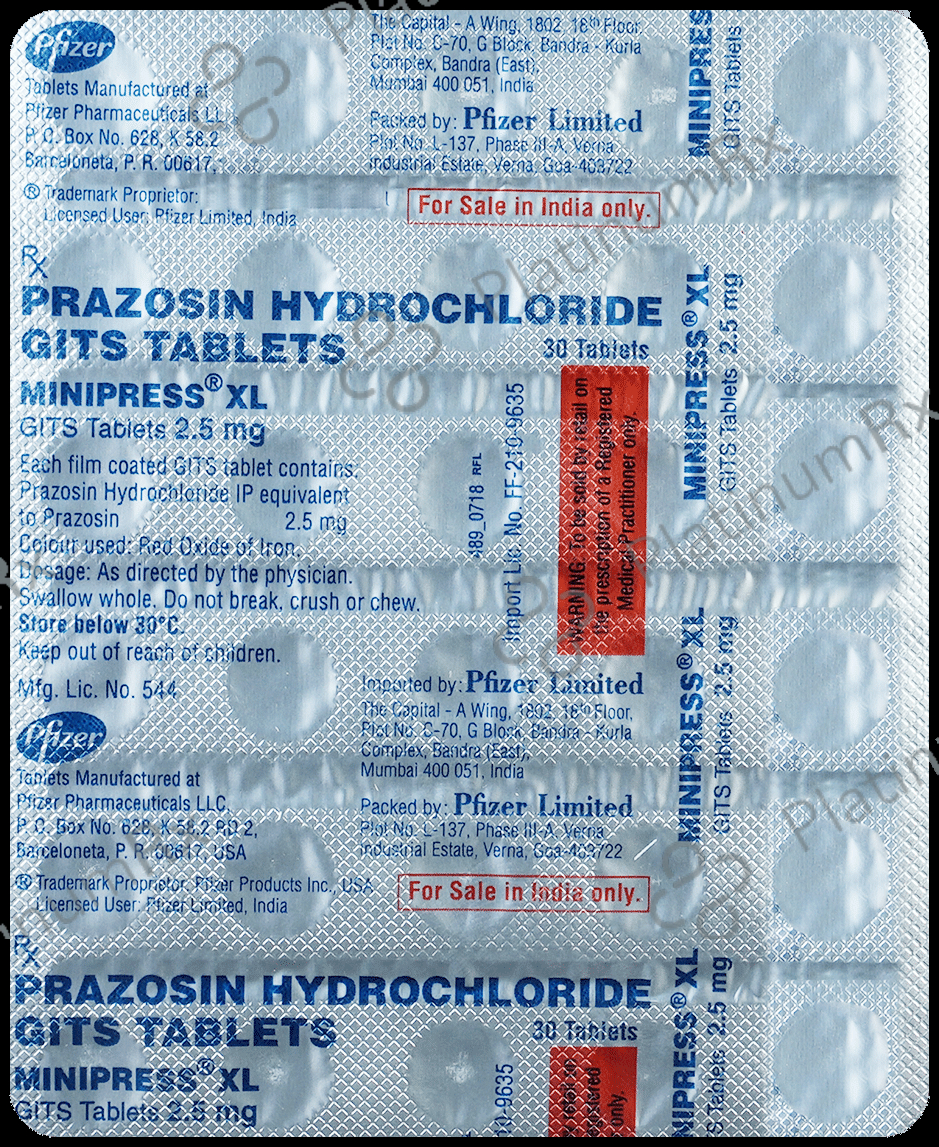 Pfizer
Tablets Manufactured at
Pfizer Pharmaceuticals LL
P. O. Box No. 628, K 58.2
Barceloneta, P. R. 00617,
® Trademark Proprietor:
Licensed User: Pfizer Limited, India
The Capital - A Wing, 1802, 18th Floor,
Plot No. C-70, G Block, Bandra - Kurla
Complex, Bandra (East),
Mumbai 400 051, India
Packed by: Pfizer Limited
Plot No. L-137, Phase III-A, Verna
Industrial Estate, Verna, Goa-403722
For Sale in India only.
MINIPRES
GITS Tablets
Rx
PRAZOSIN HYDROCHLORIDE
GITS TABLETS
30 Tablets
MINIPRESS® XL
GITS Tablets 2.5 mg
Each film coated GITS tablet contains:
Prazosin Hydrochloride IP equivalent
to Prazosin 2.5 mg
Colour used: Red Oxide of Iron.
Dosage: As directed by the physician.
Swallow whole. Do not break, crush or chew.
Store below 30°C.
Keep out of reach of children.
Mfg. Lic. No. 544
489_0718 RFL
Import Lic. No. FF-210-9635
WARNING: To be sold by retail on
the prescription of a Registered
Medical Practitioner only.
MINIPRESS® XL
GITS Tablets 2.5 mg
Pfizer
Tablets Manufactured at
Pfizer Pharmaceuticals LLC.
P. O. Box No. 628, K 58.2 RD 2,
Barceloneta, P. R. 00617, USA
® Trademark Proprietor: Pfizer Products Inc., USA
Licensed User: Pfizer Limited, India
Imported by: Pfizer Limited
The Capital - A Wing, 1802, 18th Floor,
Plot No. C-70, G Block, Bandra - Kurla
Complex, Bandra (East),
Mumbai 400 051, India
Packed by: Pfizer Limited
Plot No. L-137, Phase III-A, Verna
Industrial Estate, Verna, Goa-403722
For Sale in India only.
MINIPRESS® XL
GITS Tablets 2.5 mg
Rx
PRAZOSIN HYDROCHLORIDE
GITS TABLETS
30 Tablets
MINIPRESS® XL
GITS Tablets 2.5 mg
0-9635
retail on
egistered
only.
MINIPRESS® XL
S Tablets 2.5 mg
PlatinumRx
PlatinumRx